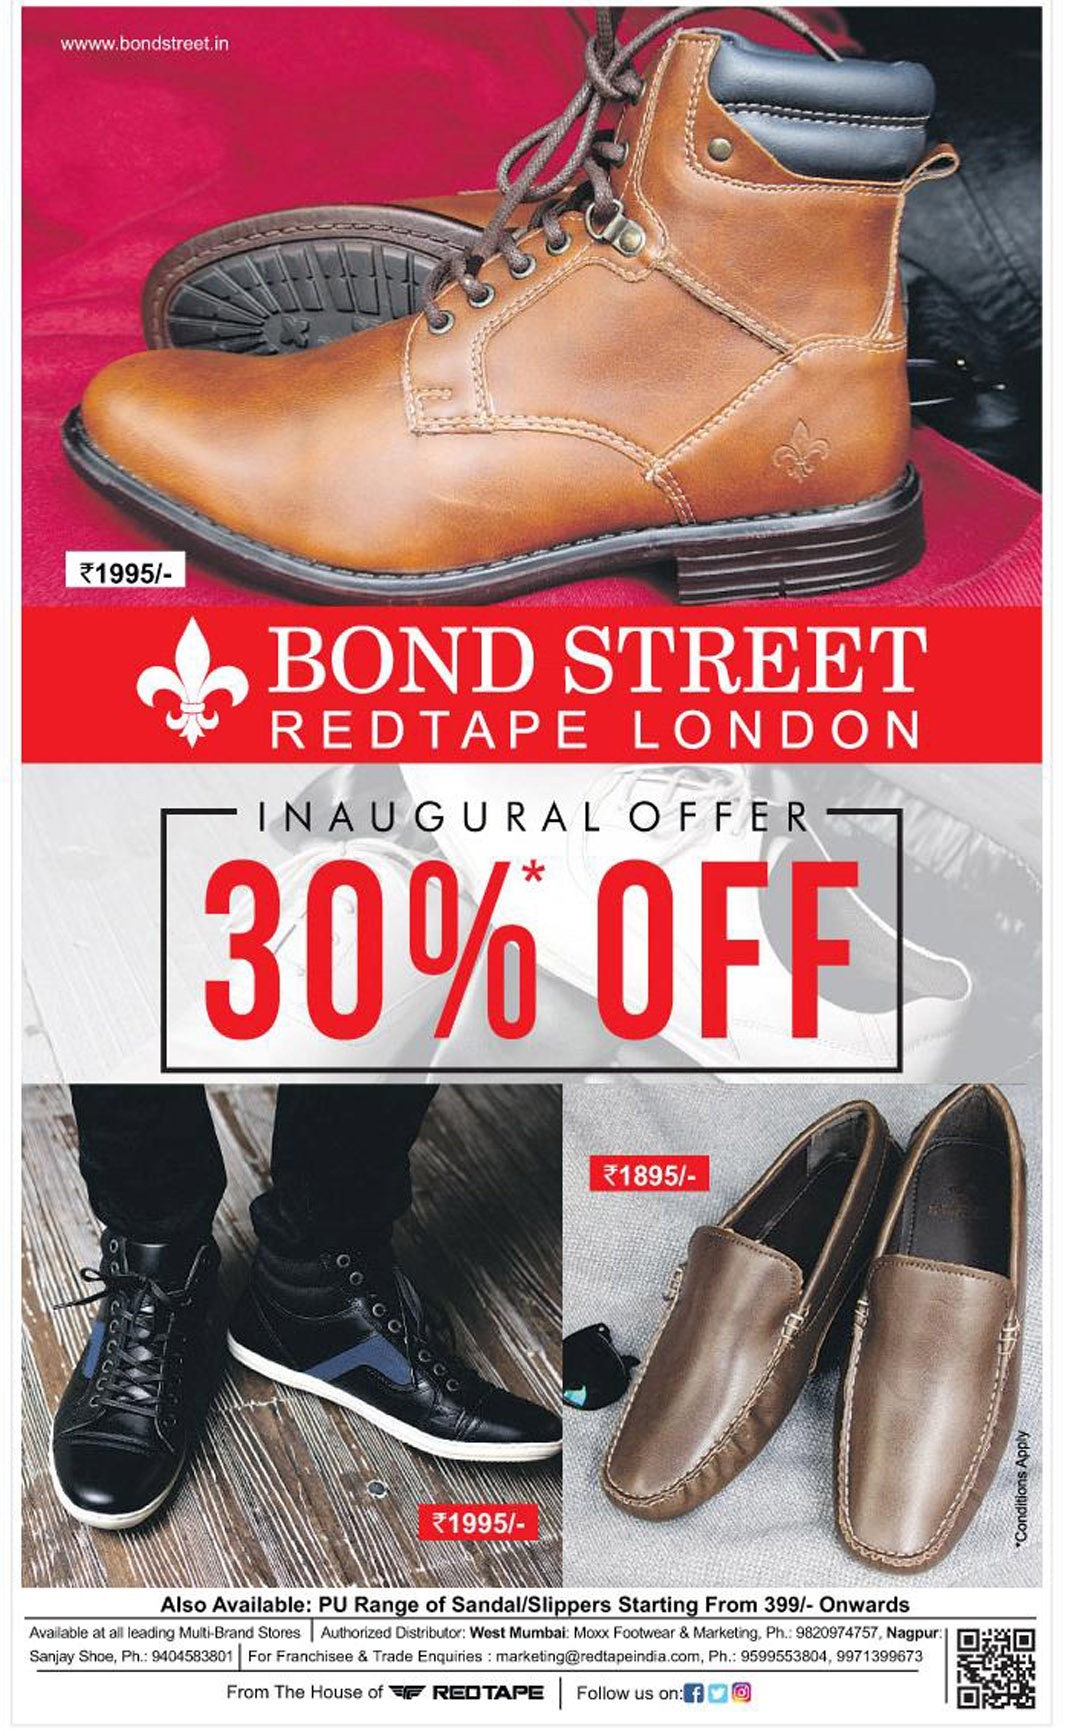 wwww.bondstreet.in
₹1995/-
BOND STREET
REDTAPE LONDON
INAUGURAL OFFER
30%* OFF
₹1895/-
₹1995/-
*Conditions Apply
Also Available: PU Range of Sandal/Slippers Starting From 399/- Onwards
Available at all leading Multi-Brand Stores | Authorized Distributor: West Mumbai: Moxx Footwear & Marketing, Ph.: 9820974757, Nagpur:
Sanjay Shoe, Ph.: 9404583801 | For Franchisee & Trade Enquiries : marketing@redtapeindia.com, Ph.: 9599553804, 9971399673
From The House of REDTAPE | Follow us on: